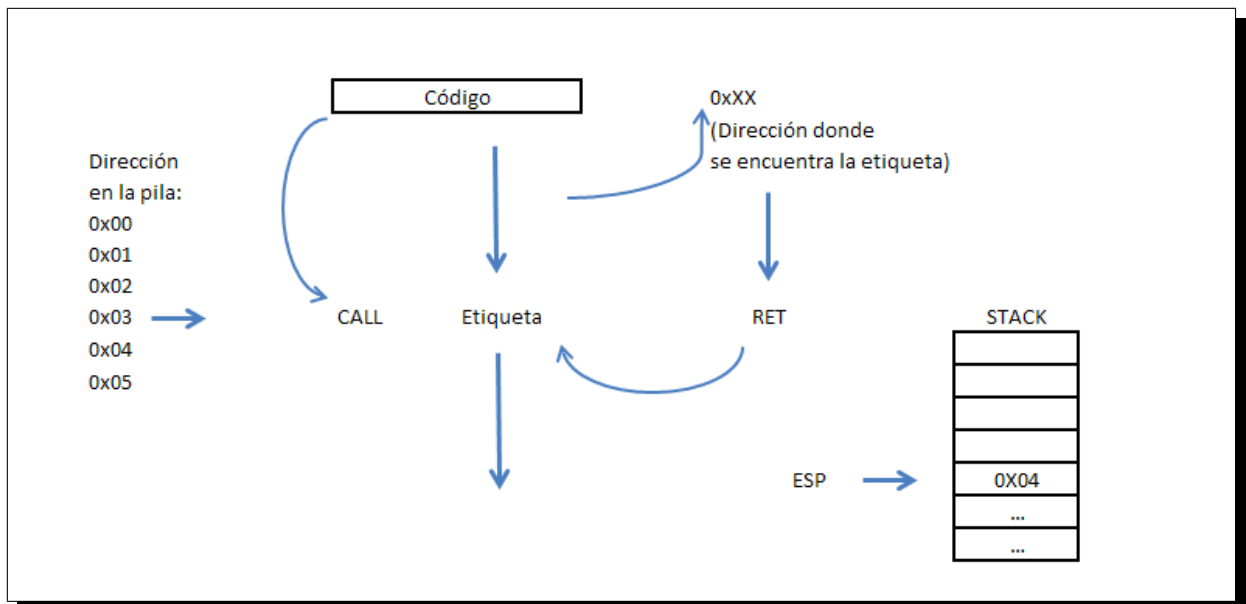 Código
0xXX
(Dirección donde
se encuentra la etiqueta)
Dirección
en la pila:
0x00
0x01
0x02
0x03
0x04
0x05
CALL
Etiqueta
RET
STACK
ESP
0X04
...
...